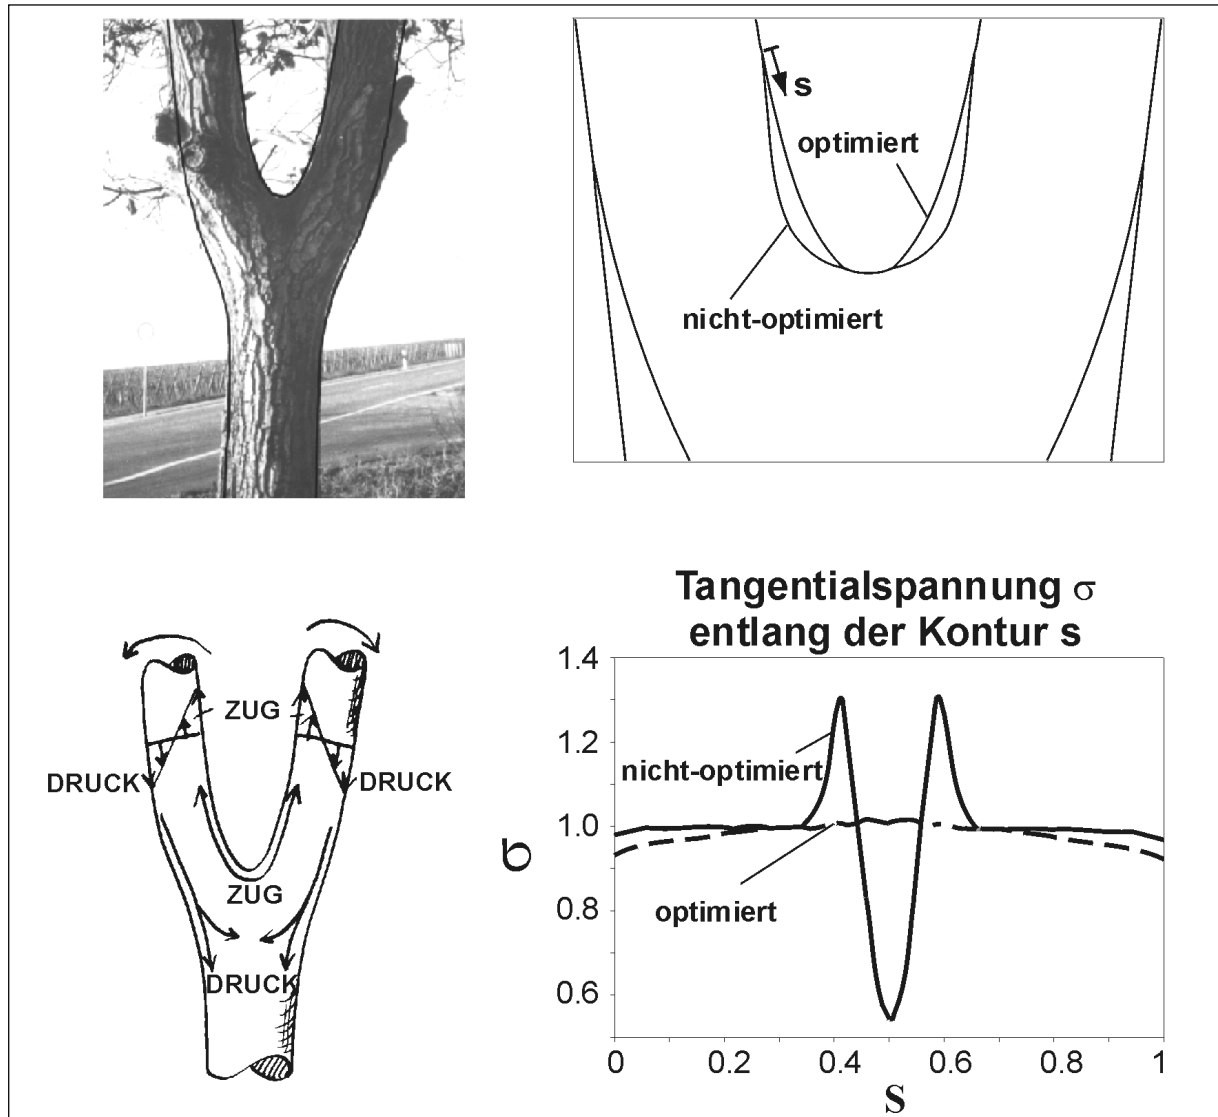 s
optimiert
nicht-optimiert
ZUG
DRUCK DRUCK
ZUG
DRUCK
Tangentialspannung σ
entlang der Kontur s
1.4
1.2
nicht-optimiert
1.0
σ
optimiert
0.8
0.6
0 0.2 0.4 0.6 0.8 1
s